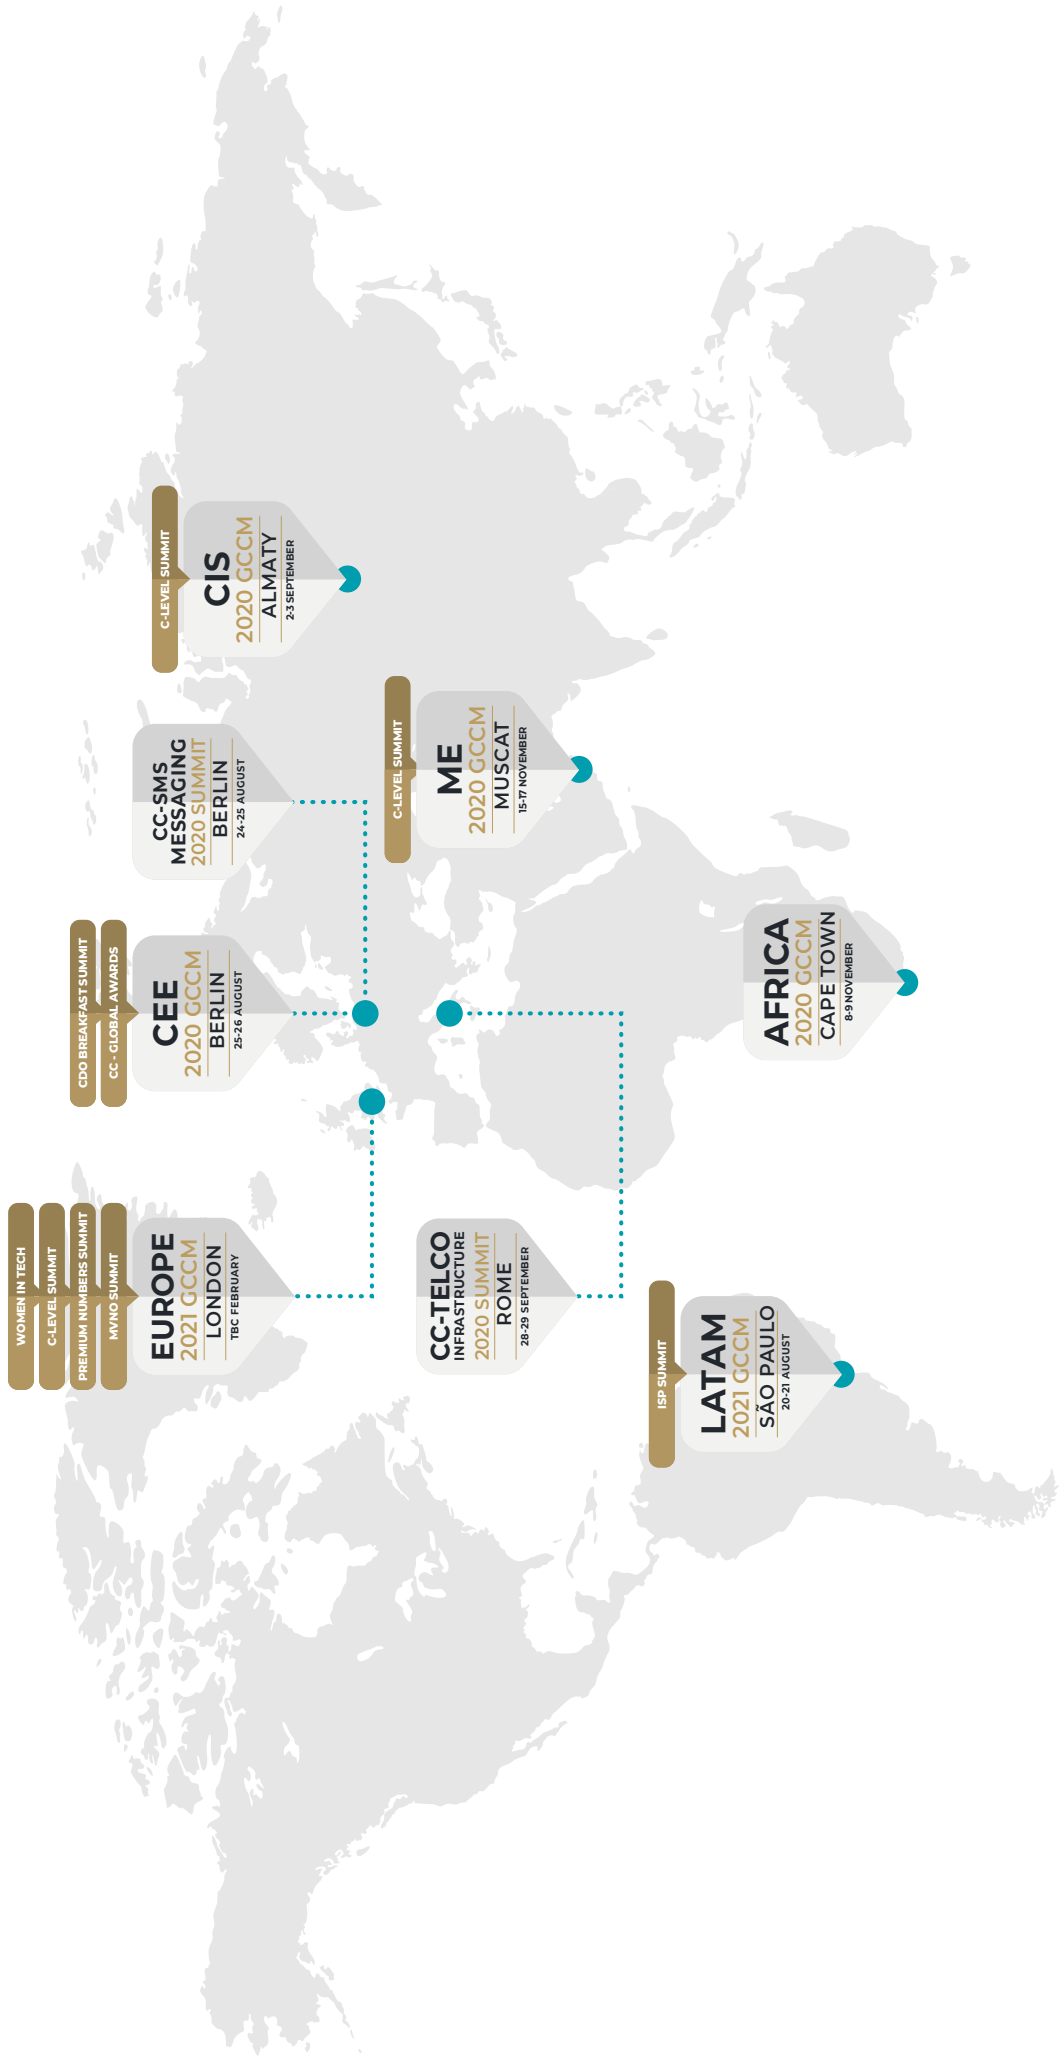 WOMEN IN TECH
C-LEVEL SUMMIT
PREMIUM NUMBERS SUMMIT
MVNO SUMMIT
EUROPE
2021 GCCM
LONDON
TBC FEBRUARY
CDO BREAKFAST SUMMIT
CC - GLOBAL AWARDS
CEE
2020 GCCM
BERLIN
25-26 AUGUST
CC-SMS
MESSAGING
2020 SUMMIT
BERLIN
24-25 AUGUST
C-LEVEL SUMMIT
CIS
2020 GCCM
ALMATY
2-3 SEPTEMBER
CC-TELCO
INFRASTRUCTURE
2020 SUMMIT
ROME
28-29 SEPTEMBER
C-LEVEL SUMMIT
ME
2020 GCCM
MUSCAT
15-17 NOVEMBER
ISP SUMMIT
LATAM
2021 GCCM
SÃO PAULO
20-21 AUGUST
AFRICA
2020 GCCM
CAPE TOWN
8-9 NOVEMBER